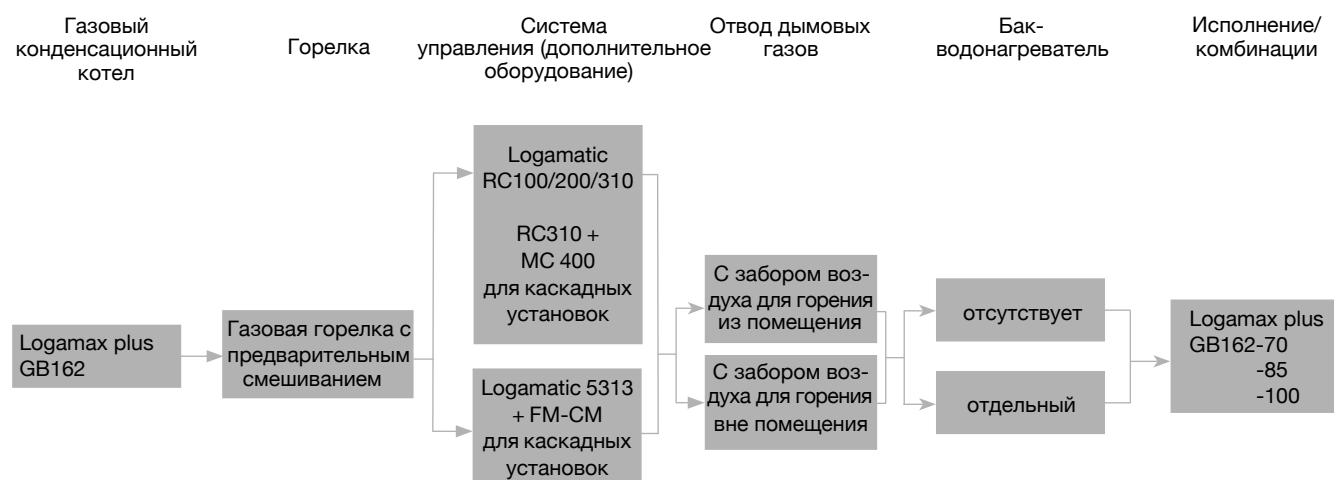 Газовый
конденсационный
котел
Горелка
Система
управления (дополнительное
оборудование)
Отвод дымовых
газов
Бак-
водонагреватель
Исполнение/
комбинации
Logamax plus
GB162
Газовая горелка с
предварительным
смешиванием
Logamatic
RC100/200/310
RC310 +
MC 400
для каскадных
установок
Logamatic 5313
+ FM-CM
для каскадных
установок
С забором воз-
духа для горения
из помещения
С забором воз-
духа для горения
вне помещения
отсутствует
отдельный
Logamax plus
GB162-70
-85
-100